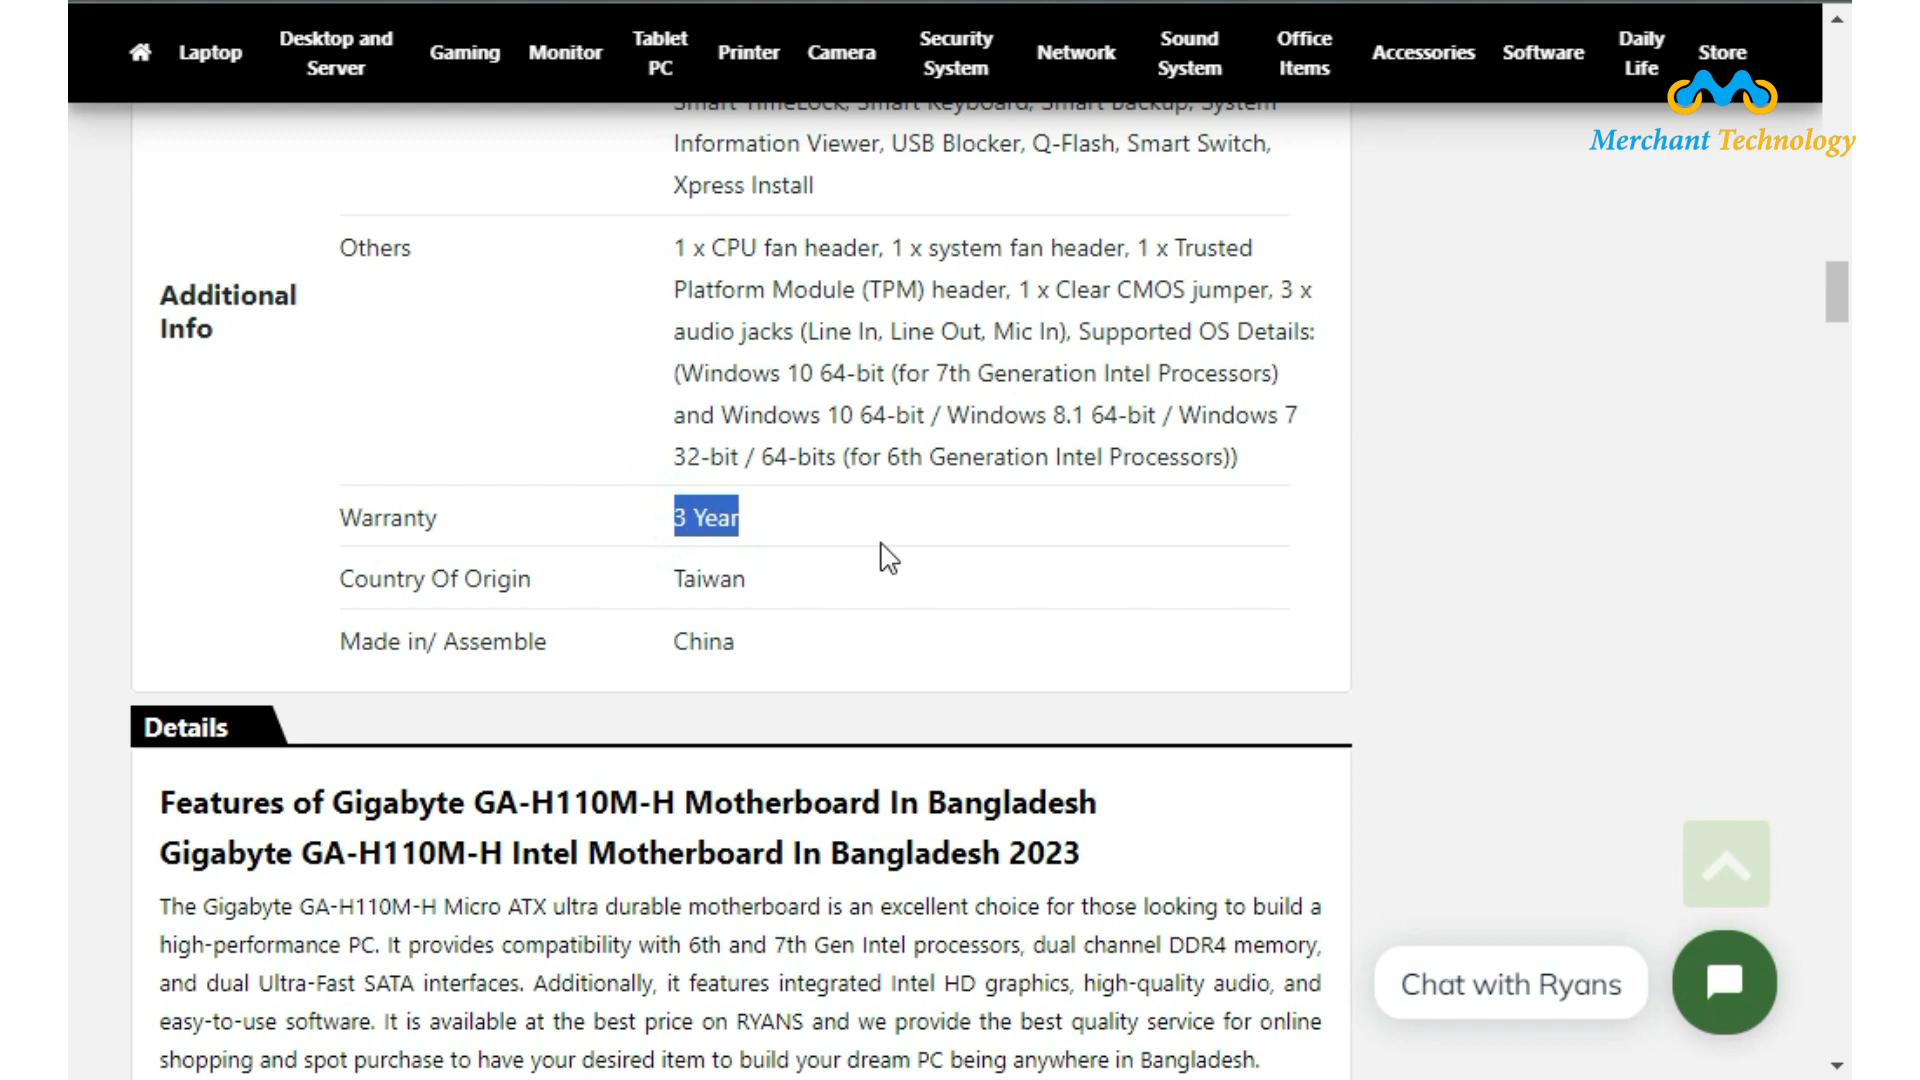 Laptop
Desktop and
Server
Gaming
Monitor
Tablet
PC
Printer
Camera
Security
System
Network
Sound
System
Office
Items
Accessories
Software
Daily
Life
Store
Merchant Technology
Smart TimeLock, Smart Keyboard, Smart Backup, System
Information Viewer, USB Blocker, Q-Flash, Smart Switch,
Xpress Install
Additional
Info
Others
1 x CPU fan header, 1 x system fan header, 1 x Trusted
Platform Module (TPM) header, 1 x Clear CMOS jumper, 3 x
audio jacks (Line In, Line Out, Mic In), Supported OS Details:
(Windows 10 64-bit (for 7th Generation Intel Processors)
and Windows 10 64-bit / Windows 8.1 64-bit / Windows 7
32-bit / 64-bits (for 6th Generation Intel Processors))
Warranty
3 Year
Country Of Origin
Taiwan
Made in/ Assemble
China
Details
Features of Gigabyte GA-H110M-H Motherboard In Bangladesh
Gigabyte GA-H110M-H Intel Motherboard In Bangladesh 2023
The Gigabyte GA-H110M-H Micro ATX ultra durable motherboard is an excellent choice for those looking to build a
high-performance PC. It provides compatibility with 6th and 7th Gen Intel processors, dual channel DDR4 memory,
and dual Ultra-Fast SATA interfaces. Additionally, it features integrated Intel HD graphics, high-quality audio, and
easy-to-use software. It is available at the best price on RYANS and we provide the best quality service for online
shopping and spot purchase to have your desired item to build your dream PC being anywhere in Bangladesh.
Chat with Ryans